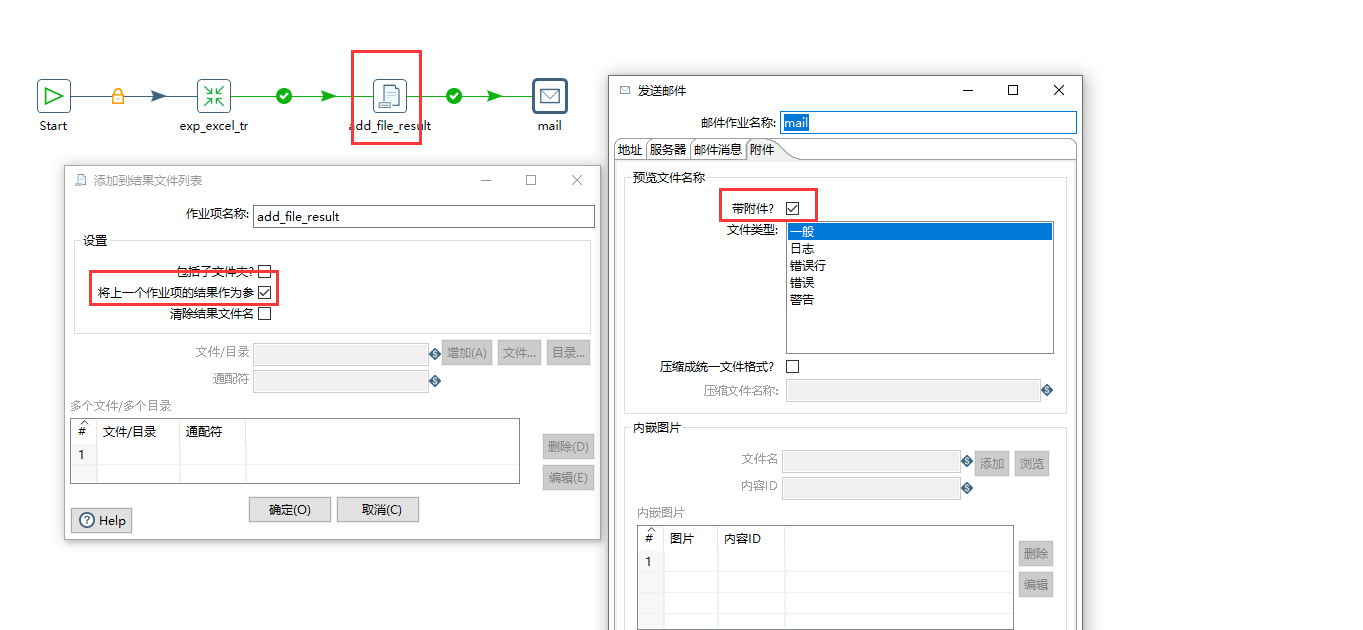 Start
exp_excel_tr
add_file_result
mail
添加到结果文件列表
作业项名称:
add_file_result
设置
包括子文件夹?
将上一个作业项的结果作为参
清除结果文件名
文件/目录
增加(A)
文件...
目录...
通配符
多个文件/多个目录
# 文件/目录 通配符
1
删除(D)
编辑(E)
确定(O)
取消(C)
Help
发送邮件
邮件作业名称:
mail
地址 服务器 邮件消息 附件
预览文件名称
带附件?
文件类型:
一般
日志
错误行
错误
警告
压缩成统一文件格式?
压缩文件名称:
内嵌图片
文件名
添加
浏览
内容ID
内嵌图片
# 图片 内容ID
1
删除
编辑